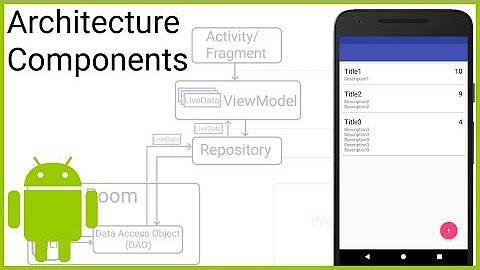 Architecture
Components
Activity/
Fragment
LiveData
ViewModel
LiveData
LiveData
Repository
Room
Data Access Object
(DAO)
We
Title1 10
Description1
Title2 9
Description2
Description2
Title3 4
Description3
Description3
Description3
Description3
Description3
+